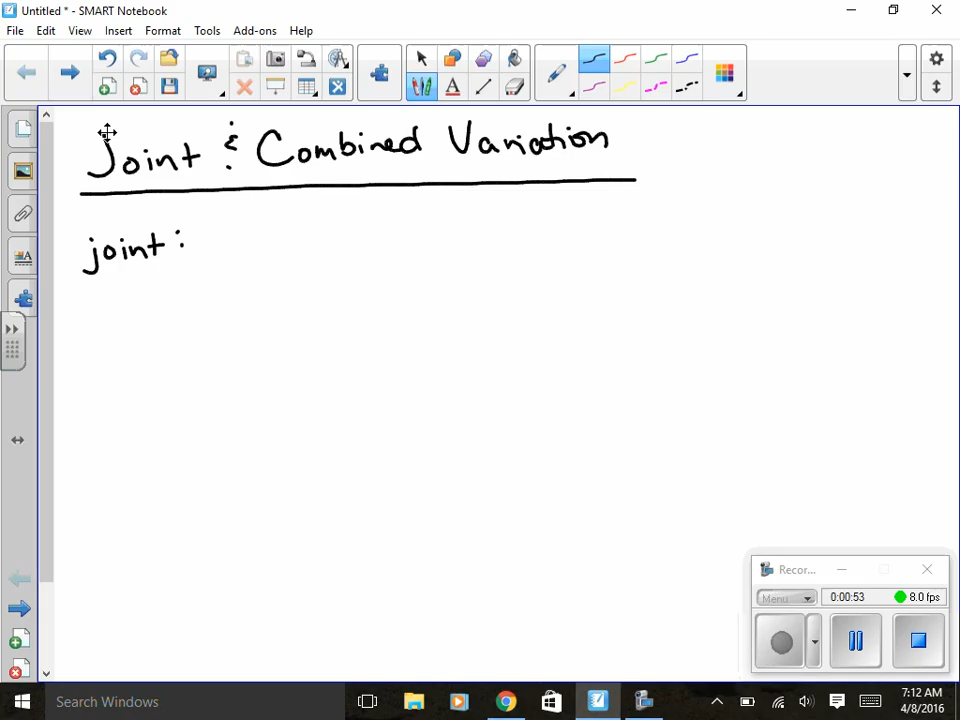 Untitled * - SMART Notebook
File Edit View Insert Format Tools Add-ons Help
Joint & Combined Variation
joint:
Recor...
Menu 0:00:53 8.0 fps
Search Windows
7:12 AM
4/8/2016